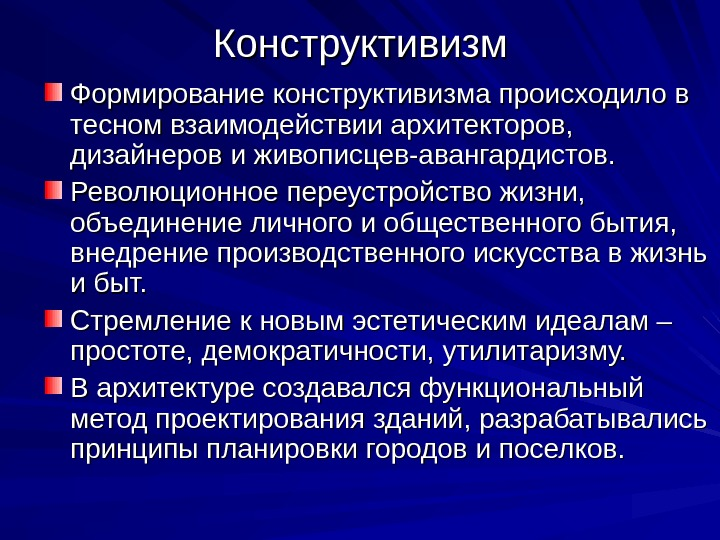 Конструктивизм
Формирование конструктивизма происходило в
тесном взаимодействии архитекторов,
дизайнеров и живописцев-авангардистов.
Революционное переустройство жизни,
объединение личного и общественного бытия,
внедрение производственного искусства в жизнь
и быт.
Стремление к новым эстетическим идеалам –
простоте, демократичности, утилитаризму.
В архитектуре создавался функциональный
метод проектирования зданий, разрабатывались
принципы планировки городов и поселков.